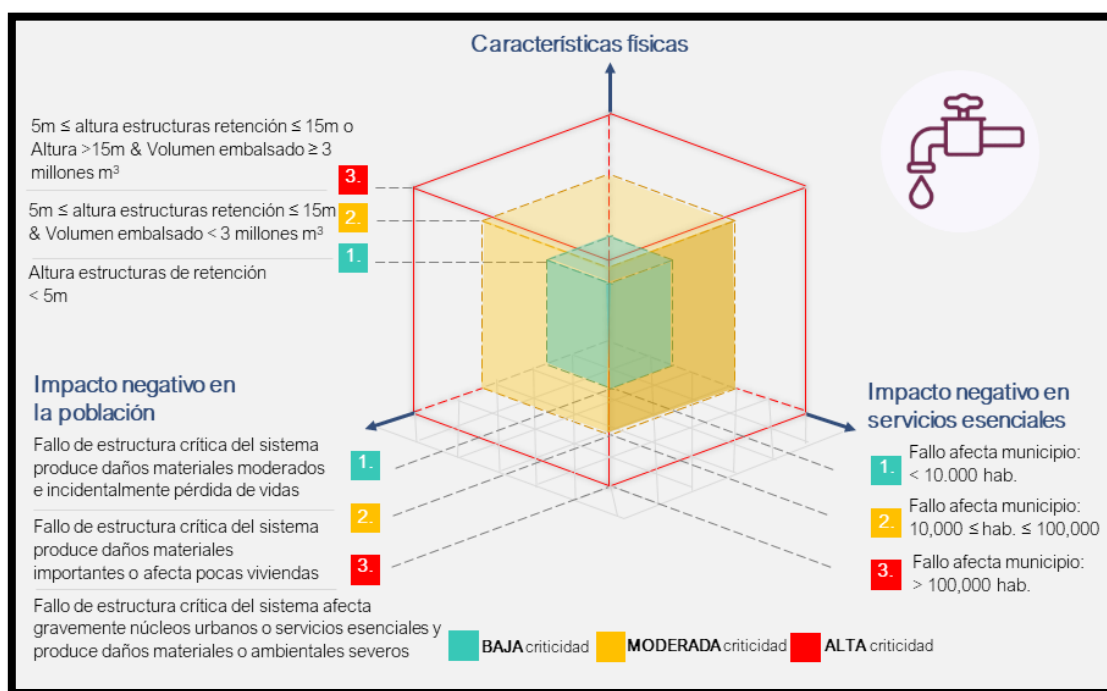 Características físicas
5m ≤ altura estructuras retención ≤ 15m o
Altura >15m & Volumen embalsado ≥ 3
millones m³
3.
5m ≤ altura estructuras retención ≤ 15m
& Volumen embalsado < 3 millones m³
2.
1.
Altura estructuras de retención
< 5m
Impacto negativo en
la población
Fallo de estructura crítica del sistema
produce daños materiales moderados
e incidentalmente pérdida de vidas
1.
Fallo de estructura crítica del sistema
produce daños materiales
importantes o afecta pocas viviendas
2.
3.
Fallo de estructura crítica del sistema afecta
gravemente núcleos urbanos o servicios esenciales y
produce daños materiales o ambientales severos
Impacto negativo en
servicios esenciales
1.
Fallo afecta municipio:
< 10.000 hab.
2.
Fallo afecta municipio:
10,000 ≤ hab. ≤ 100,000
3.
Fallo afecta municipio:
> 100,000 hab.
BAJA criticidad
MODERADA criticidad
ALTA criticidad